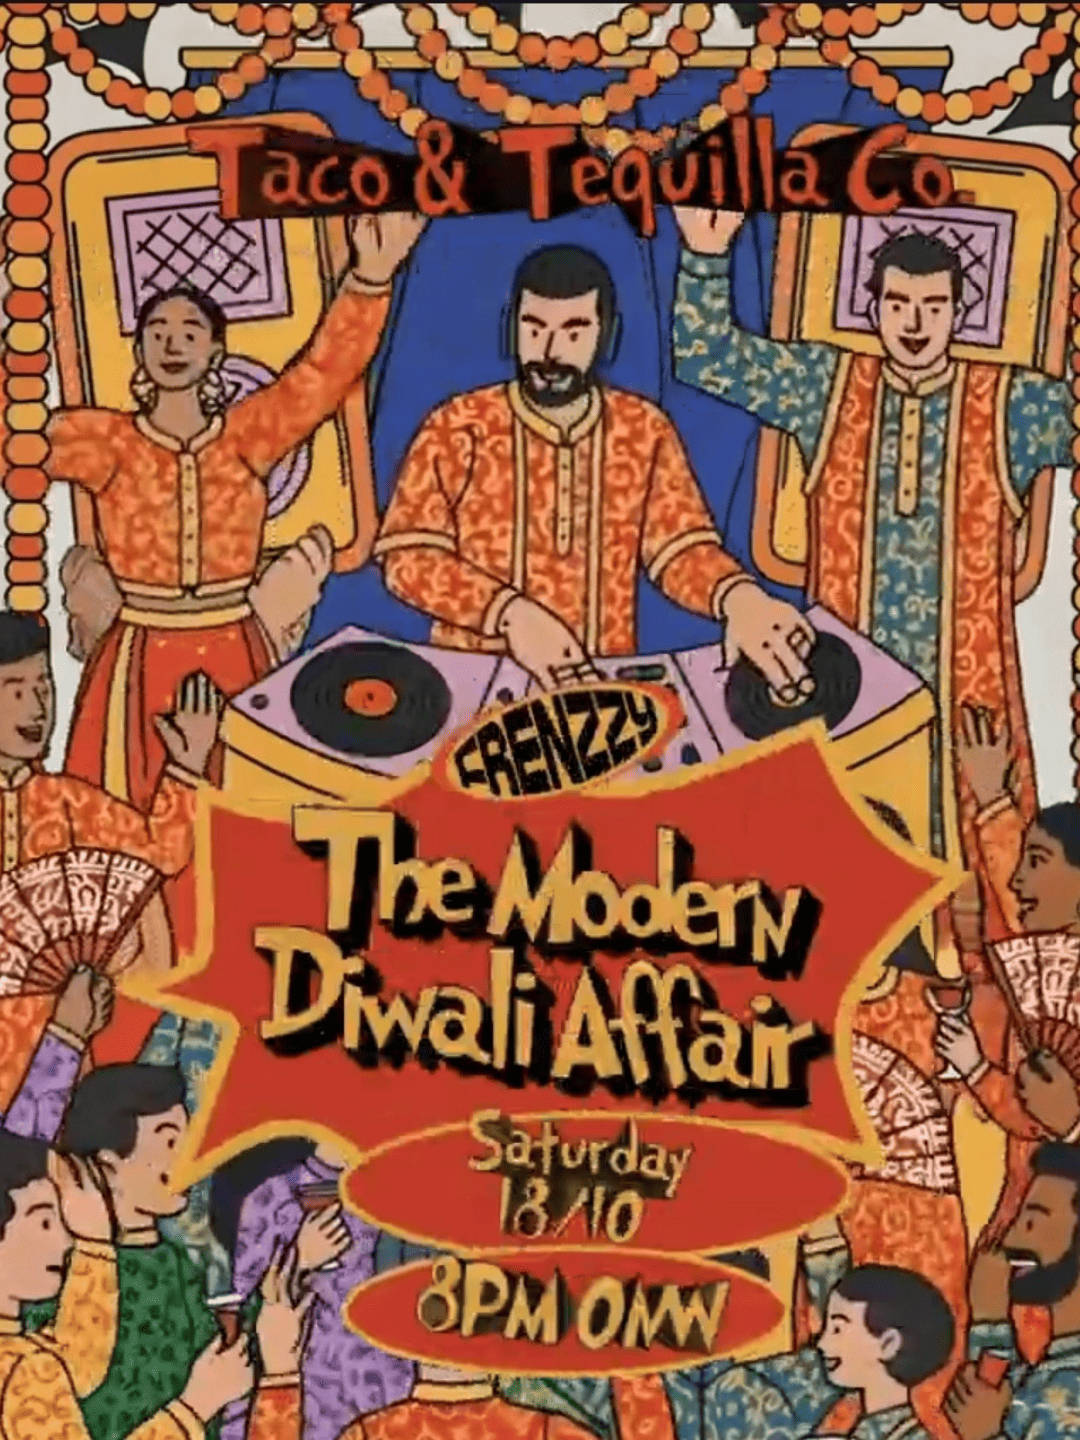 Taco & Tequilla Co.
FRENZZY
The Modern
Diwali Affair
Saturday
18/10
8PM ONW